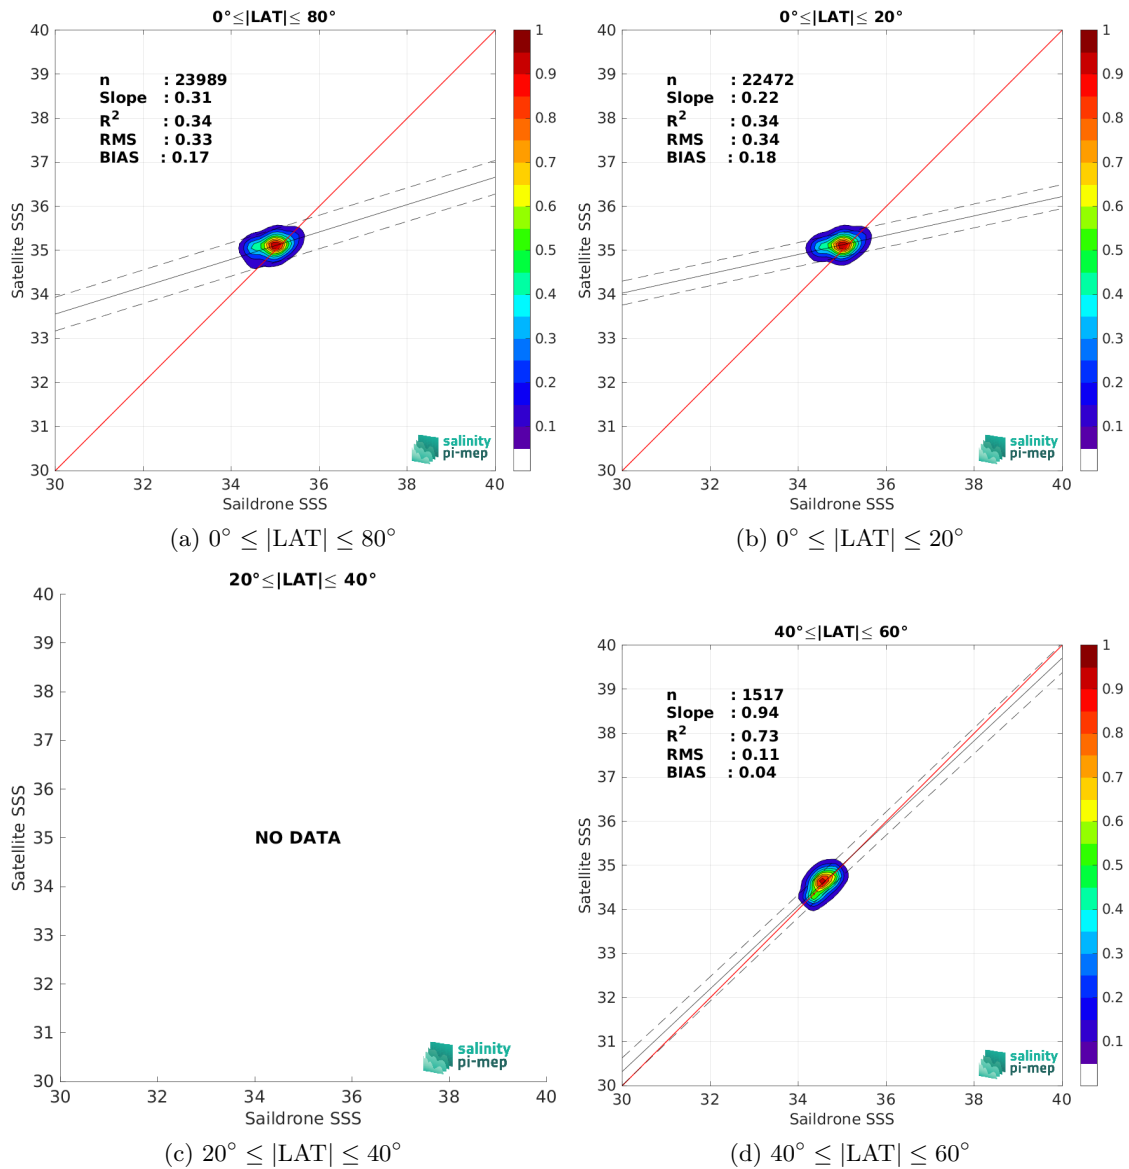 0°≤|LAT|≤ 80°
40
39
38
37
36
35
34
33
32
31
30
Satellite SSS
n : 23989
Slope : 0.31
R² : 0.34
RMS : 0.33
BIAS : 0.17
salinity
pi-mep
30 32 34 36 38 40
Saildrone SSS
1
0.9
0.8
0.7
0.6
0.5
0.4
0.3
0.2
0.1
(a) 0° ≤ |LAT| ≤ 80°
0°≤|LAT|≤ 20°
40
39
38
37
36
35
34
33
32
31
30
Satellite SSS
n : 22472
Slope : 0.22
R² : 0.34
RMS : 0.34
BIAS : 0.18
salinity
pi-mep
30 32 34 36 38 40
Saildrone SSS
1
0.9
0.8
0.7
0.6
0.5
0.4
0.3
0.2
0.1
(b) 0° ≤ |LAT| ≤ 20°
20°≤|LAT|≤ 40°
40
39
38
37
36
35
34
33
32
31
30
Satellite SSS
NO DATA
salinity
pi-mep
30 32 34 36 38 40
Saildrone SSS
(c) 20° ≤ |LAT| ≤ 40°
40°≤|LAT|≤ 60°
40
39
38
37
36
35
34
33
32
31
30
Satellite SSS
n : 1517
Slope : 0.94
R² : 0.73
RMS : 0.11
BIAS : 0.04
salinity
pi-mep
30 32 34 36 38 40
Saildrone SSS
1
0.9
0.8
0.7
0.6
0.5
0.4
0.3
0.2
0.1
(d) 40° ≤ |LAT| ≤ 60°